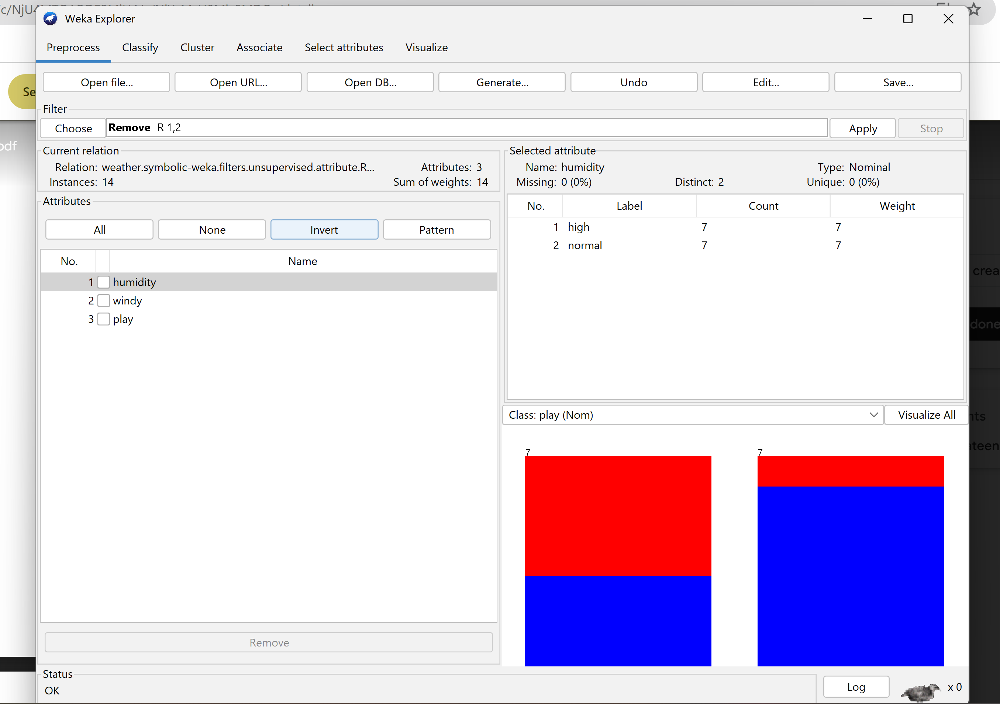 Weka Explorer
Preprocess Classify Cluster Associate Select attributes Visualize
Open file... Open URL... Open DB... Generate... Undo Edit... Save...
Se
Filter
Choose Remove -R 1,2 Apply Stop
pdf
Current relation
Relation: weather.symbolic-weka.filters.unsupervised.attribute.R... Attributes: 3
Instances: 14 Sum of weights: 14
Selected attribute
Name: humidity Type: Nominal
Missing: 0 (0%) Distinct: 2 Unique: 0 (0%)
Attributes
All None Invert Pattern
No. Name
1 humidity
2 windy
3 play
Remove
No. Label Count Weight
1 high 7 7
2 normal 7 7
Class: play (Nom) Visualize All
7 7
crea
done
nts
ateen
Status
OK
Log x 0